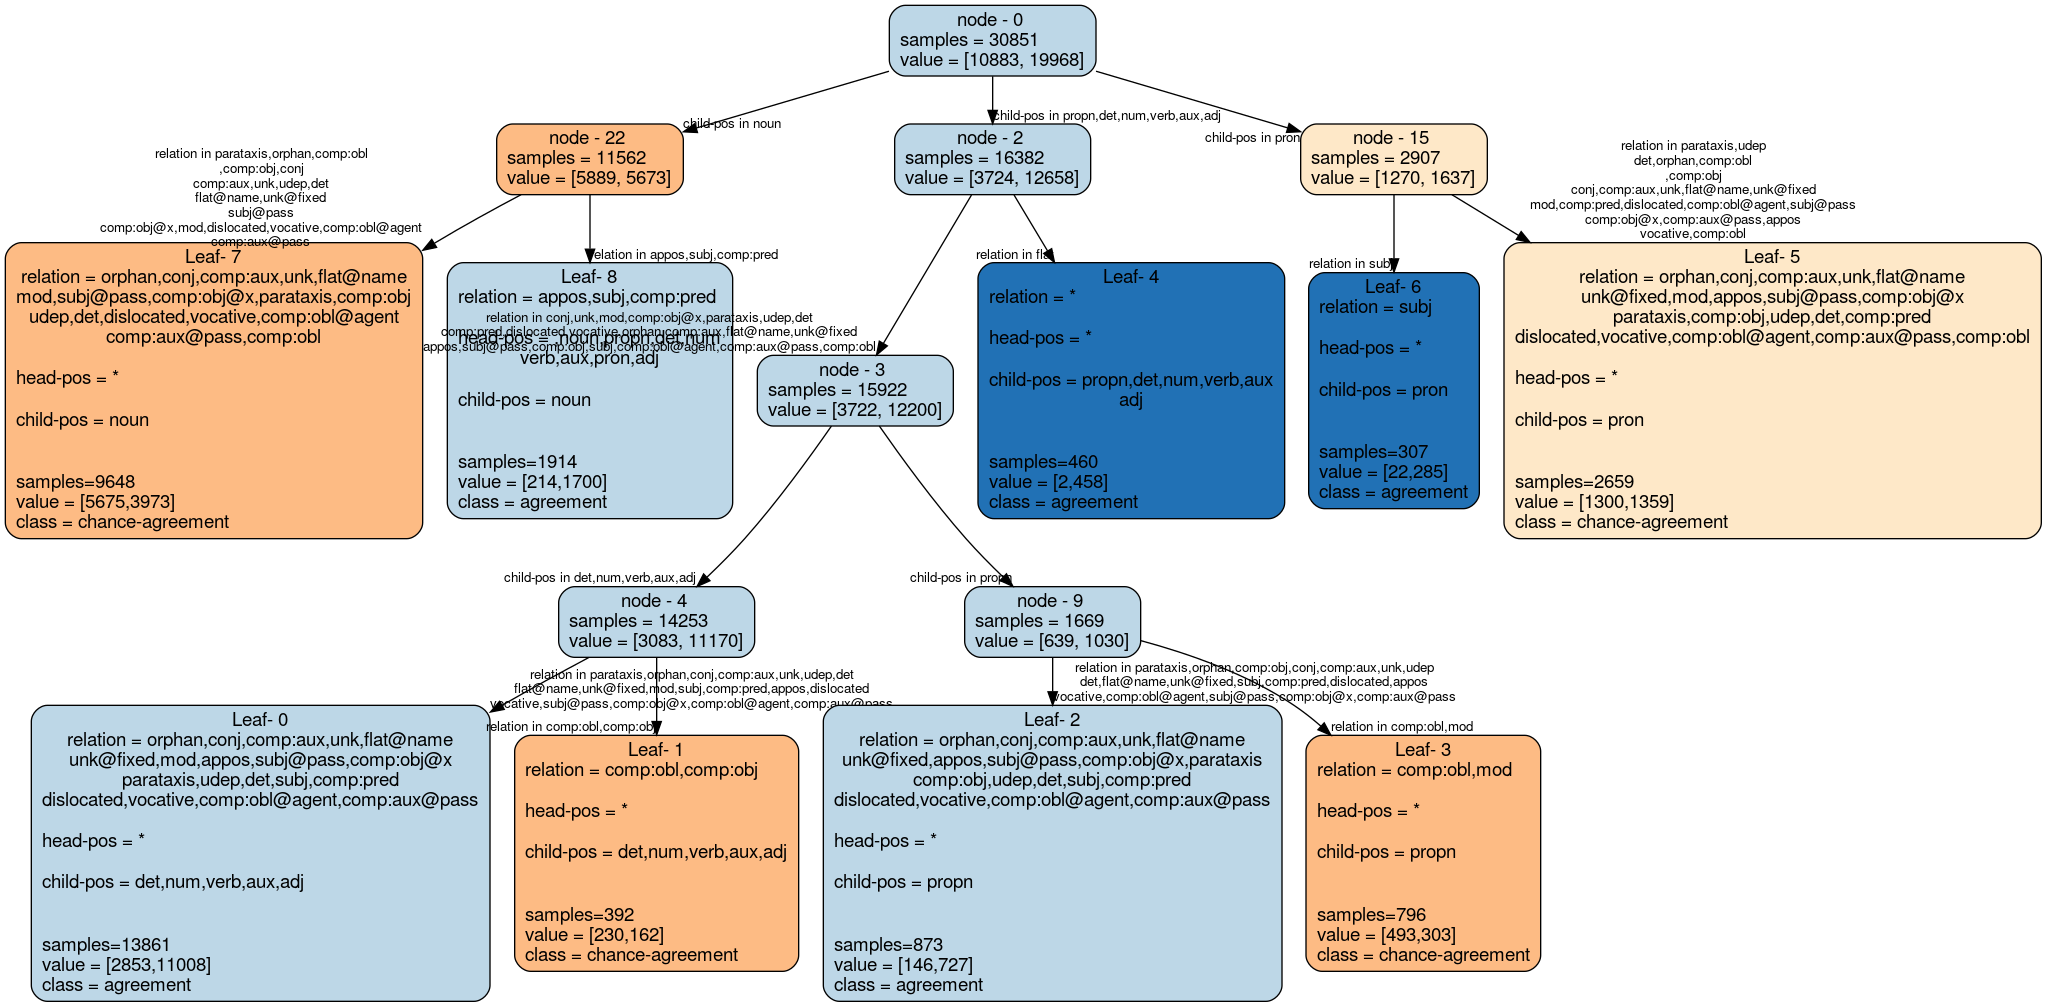 node - 0
samples = 30851
value = [10883, 19968]
child-pos in noun
child-pos in propn,det,num,verb,aux,adj
child-pos in pron
node - 22
samples = 11562
value = [5889, 5673]
node - 2
samples = 16382
value = [3724, 12658]
node - 15
samples = 2907
value = [1270, 1637]
relation in parataxis,orphan,comp:obl
,comp:obj,conj
comp:aux,unk,udep,det
flat@name,unk@fixed
subj@pass
comp:obj@x,mod,dislocated,vocative,comp:obl@agent
comp:aux@pass
relation in appos,subj,comp:pred
relation in conj,unk,mod,comp:obj@x,parataxis,udep,det
comp:pred,dislocated,vocative,orphan,comp:aux,flat@name,unk@fixed
appos,subj@pass,comp:obj,subj,comp:obl@agent,comp:aux@pass,comp:obl
relation in
relation in subj
relation in parataxis,udep
det,orphan,comp:obl
,comp:obj
conj,comp:aux,unk,flat@name,unk@fixed
mod,comp:pred,dislocated,comp:obl@agent,subj@pass
comp:obj@x,comp:aux@pass,appos
vocative,comp:obl
Leaf- 7
relation = orphan,conj,comp:aux,unk,flat@name
mod,subj@pass,comp:obj@x,parataxis,comp:obj
udep,det,dislocated,vocative,comp:obl@agent
comp:aux@pass,comp:obl
head-pos = *
child-pos = noun
samples=9648
value = [5675,3973]
class = chance-agreement
Leaf- 8
relation = appos,subj,comp:pred
head-pos = ,noun,propn,det,num
verb,aux,pron,adj
child-pos = noun
samples=1914
value = [214,1700]
class = agreement
node - 3
samples = 15922
value = [3722, 12200]
Leaf- 4
relation = *
head-pos = *
child-pos = propn,det,num,verb,aux
adj
samples=460
value = [2,458]
class = agreement
Leaf- 6
relation = subj
head-pos = *
child-pos = pron
samples=307
value = [22,285]
class = agreement
Leaf- 5
relation = orphan,conj,comp:aux,unk,flat@name
unk@fixed,mod,appos,subj@pass,comp:obj@x
parataxis,comp:obj,udep,det,comp:pred
dislocated,vocative,comp:obl@agent,comp:aux@pass,comp:obl
head-pos = *
child-pos = pron
samples=2659
value = [1300,1359]
class = chance-agreement
child-pos in det,num,verb,aux,adj
child-pos in propn
node - 4
samples = 14253
value = [3083, 11170]
node - 9
samples = 1669
value = [639, 1030]
relation in parataxis,orphan,conj,comp:aux,unk,udep,det
flat@name,unk@fixed,mod,subj,comp:pred,appos,dislocated
vocative,subj@pass,comp:obj@x,comp:obl@agent,comp:aux@pass
relation in comp:obl,comp:obj
relation in parataxis,orphan,comp:obj,conj,comp:aux,unk,udep
det,flat@name,unk@fixed,subj,comp:pred,dislocated,appos
vocative,comp:obl@agent,subj@pass,comp:obj@x,comp:aux@pass
relation in comp:obl,mod
Leaf- 0
relation = orphan,conj,comp:aux,unk,flat@name
unk@fixed,mod,appos,subj@pass,comp:obj@x
parataxis,udep,det,subj,comp:pred
dislocated,vocative,comp:obl@agent,comp:aux@pass
head-pos = *
child-pos = det,num,verb,aux,adj
samples=13861
value = [2853,11008]
class = agreement
Leaf- 1
relation = comp:obl,comp:obj
head-pos = *
child-pos = det,num,verb,aux,adj
samples=392
value = [230,162]
class = chance-agreement
Leaf- 2
relation = orphan,conj,comp:aux,unk,flat@name
unk@fixed,appos,subj@pass,comp:obj@x,parataxis
comp:obj,udep,det,subj,comp:pred
dislocated,vocative,comp:obl@agent,comp:aux@pass
head-pos = *
child-pos = propn
samples=873
value = [146,727]
class = agreement
Leaf- 3
relation = comp:obl,mod
head-pos = *
child-pos = propn
samples=796
value = [493,303]
class = chance-agreement